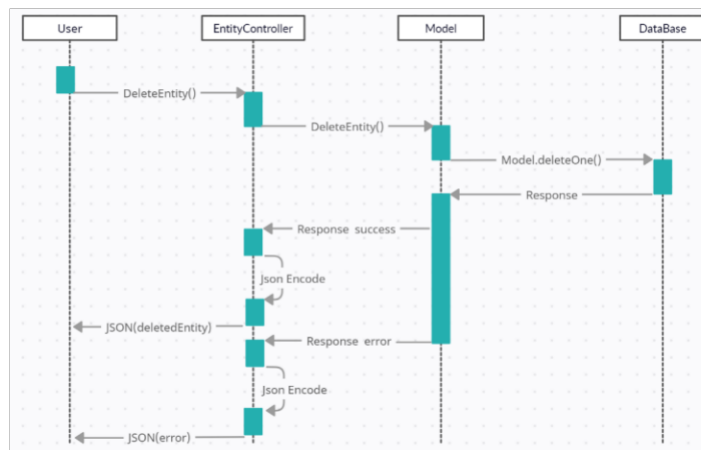 User
EntityController
Model
DataBase
DeleteEntity()
DeleteEntity()
Model.deleteOne()
Response
Response success
Json Encode
JSON(deletedEntity)
Response error
Json Encode
JSON(error)